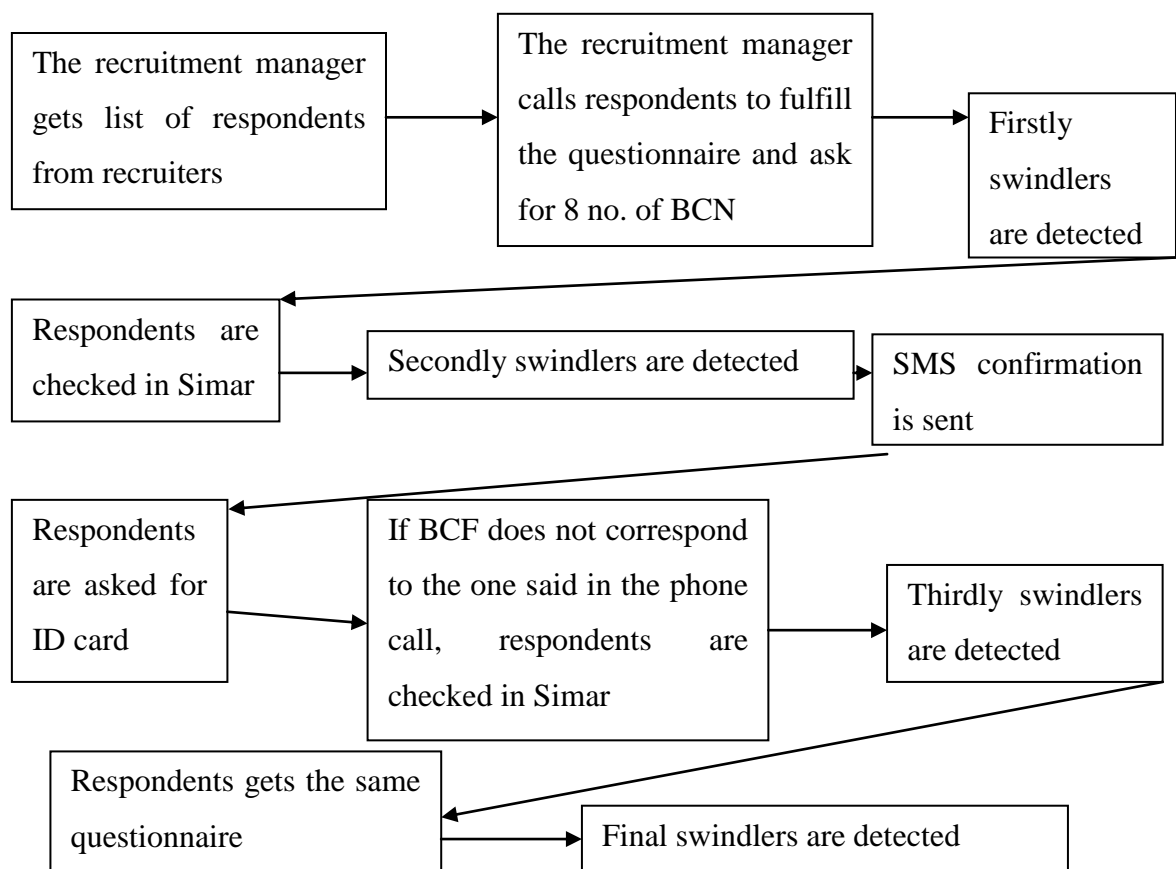 The recruitment manager
gets list of respondents
from recruiters
The recruitment manager
calls respondents to fulfill
the questionnaire and ask
for 8 no. of BCN
Firstly
swindlers
are detected
Respondents are
checked in Simar
Secondly swindlers are detected
SMS confirmation
is sent
Respondents
are asked for
ID card
If BCF does not correspond
to the one said in the phone
call, respondents are
checked in Simar
Thirdly swindlers
are detected
Respondents gets the same
questionnaire
Final swindlers are detected